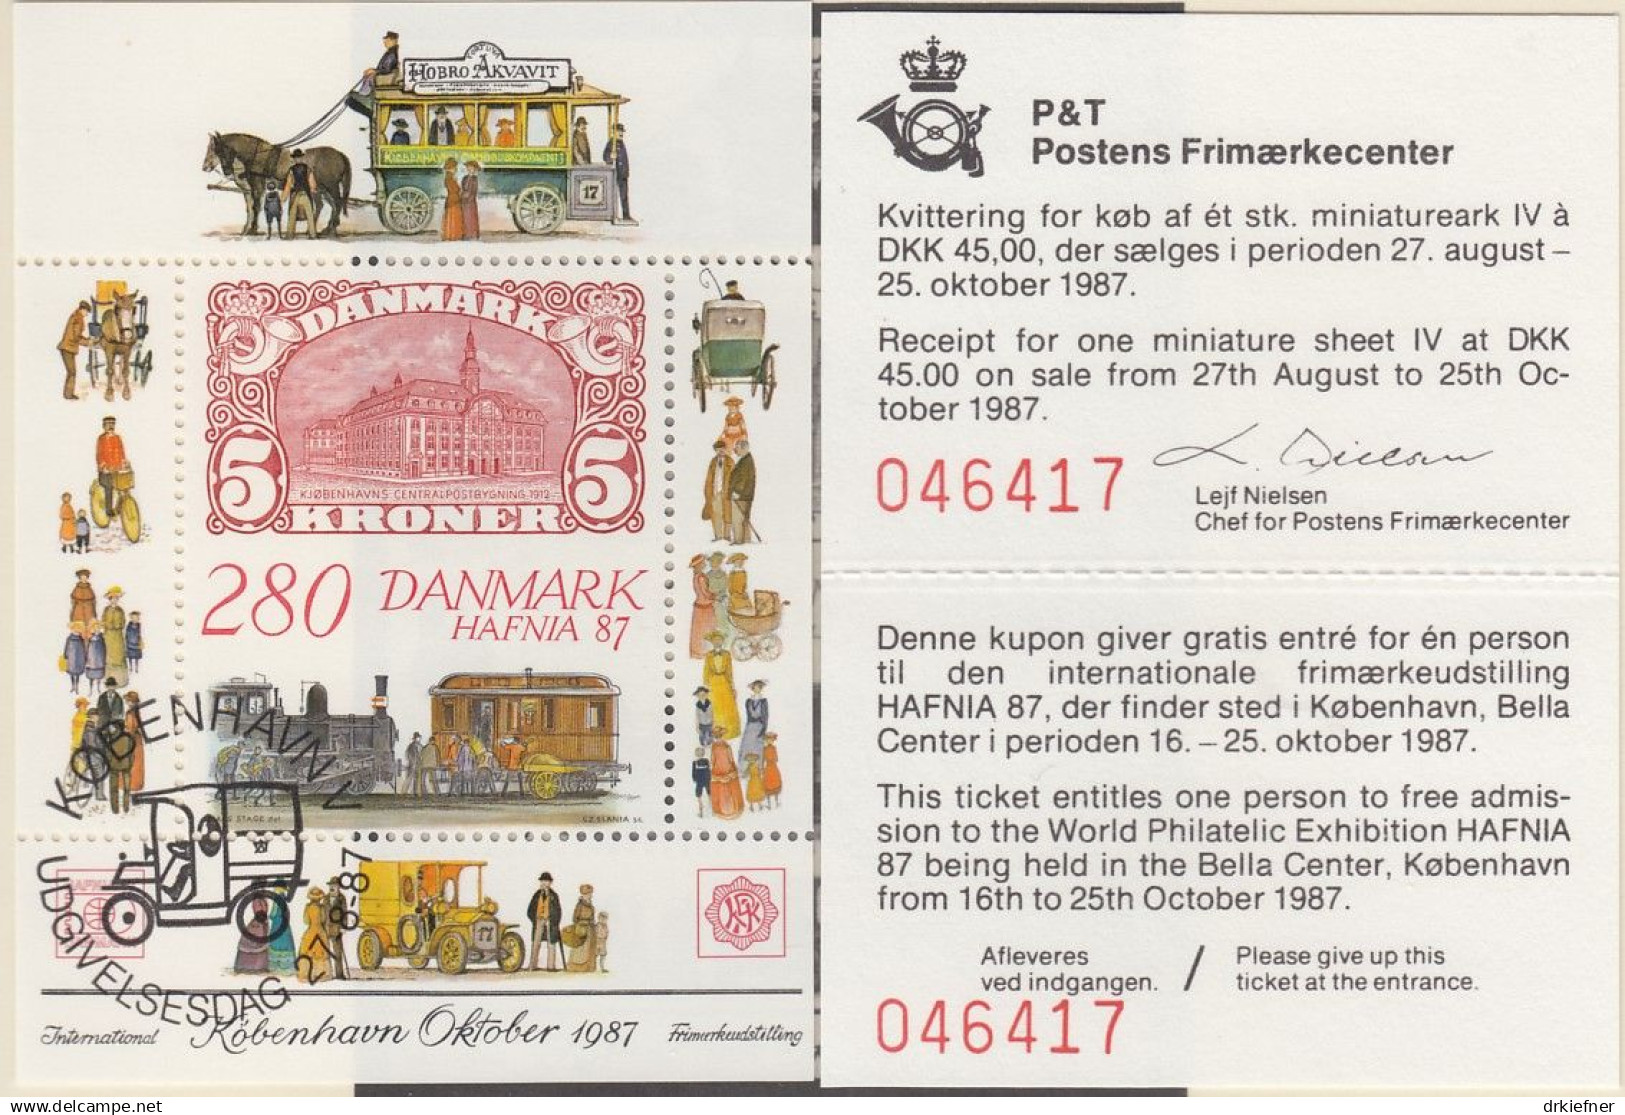 FORTUNA
HOBRO AKVAVIT
17
DANMARK
5 5
KJØBENHAVNS CENTRALPOSTBYGNING 1912
KRONER
280 DANMARK
HAFNIA 87
STAGE del.
CZ. SLANIA sc.
KØBENHAVN V
UDGIVELSESDAG 27-8-87
17
International København Oktober 1987 Frimærkeudstilling
P&T
Postens Frimærkecenter
Kvittering for køb af ét stk. miniatureark IV à
DKK 45,00, der sælges i perioden 27. august –
25. oktober 1987.
Receipt for one miniature sheet IV at DKK
45.00 on sale from 27th August to 25th Oc-
tober 1987.
046417
Lejf Nielsen
Chef for Postens Frimærkecenter
Denne kupon giver gratis entré for én person
til den internationale frimærkeudstilling
HAFNIA 87, der finder sted i København, Bella
Center i perioden 16. – 25. oktober 1987.
This ticket entitles one person to free admis-
sion to the World Philatelic Exhibition HAFNIA
87 being held in the Bella Center, København
from 16th to 25th October 1987.
Afleveres / Please give up this
ved indgangen. ticket at the entrance.
046417
drkiefner